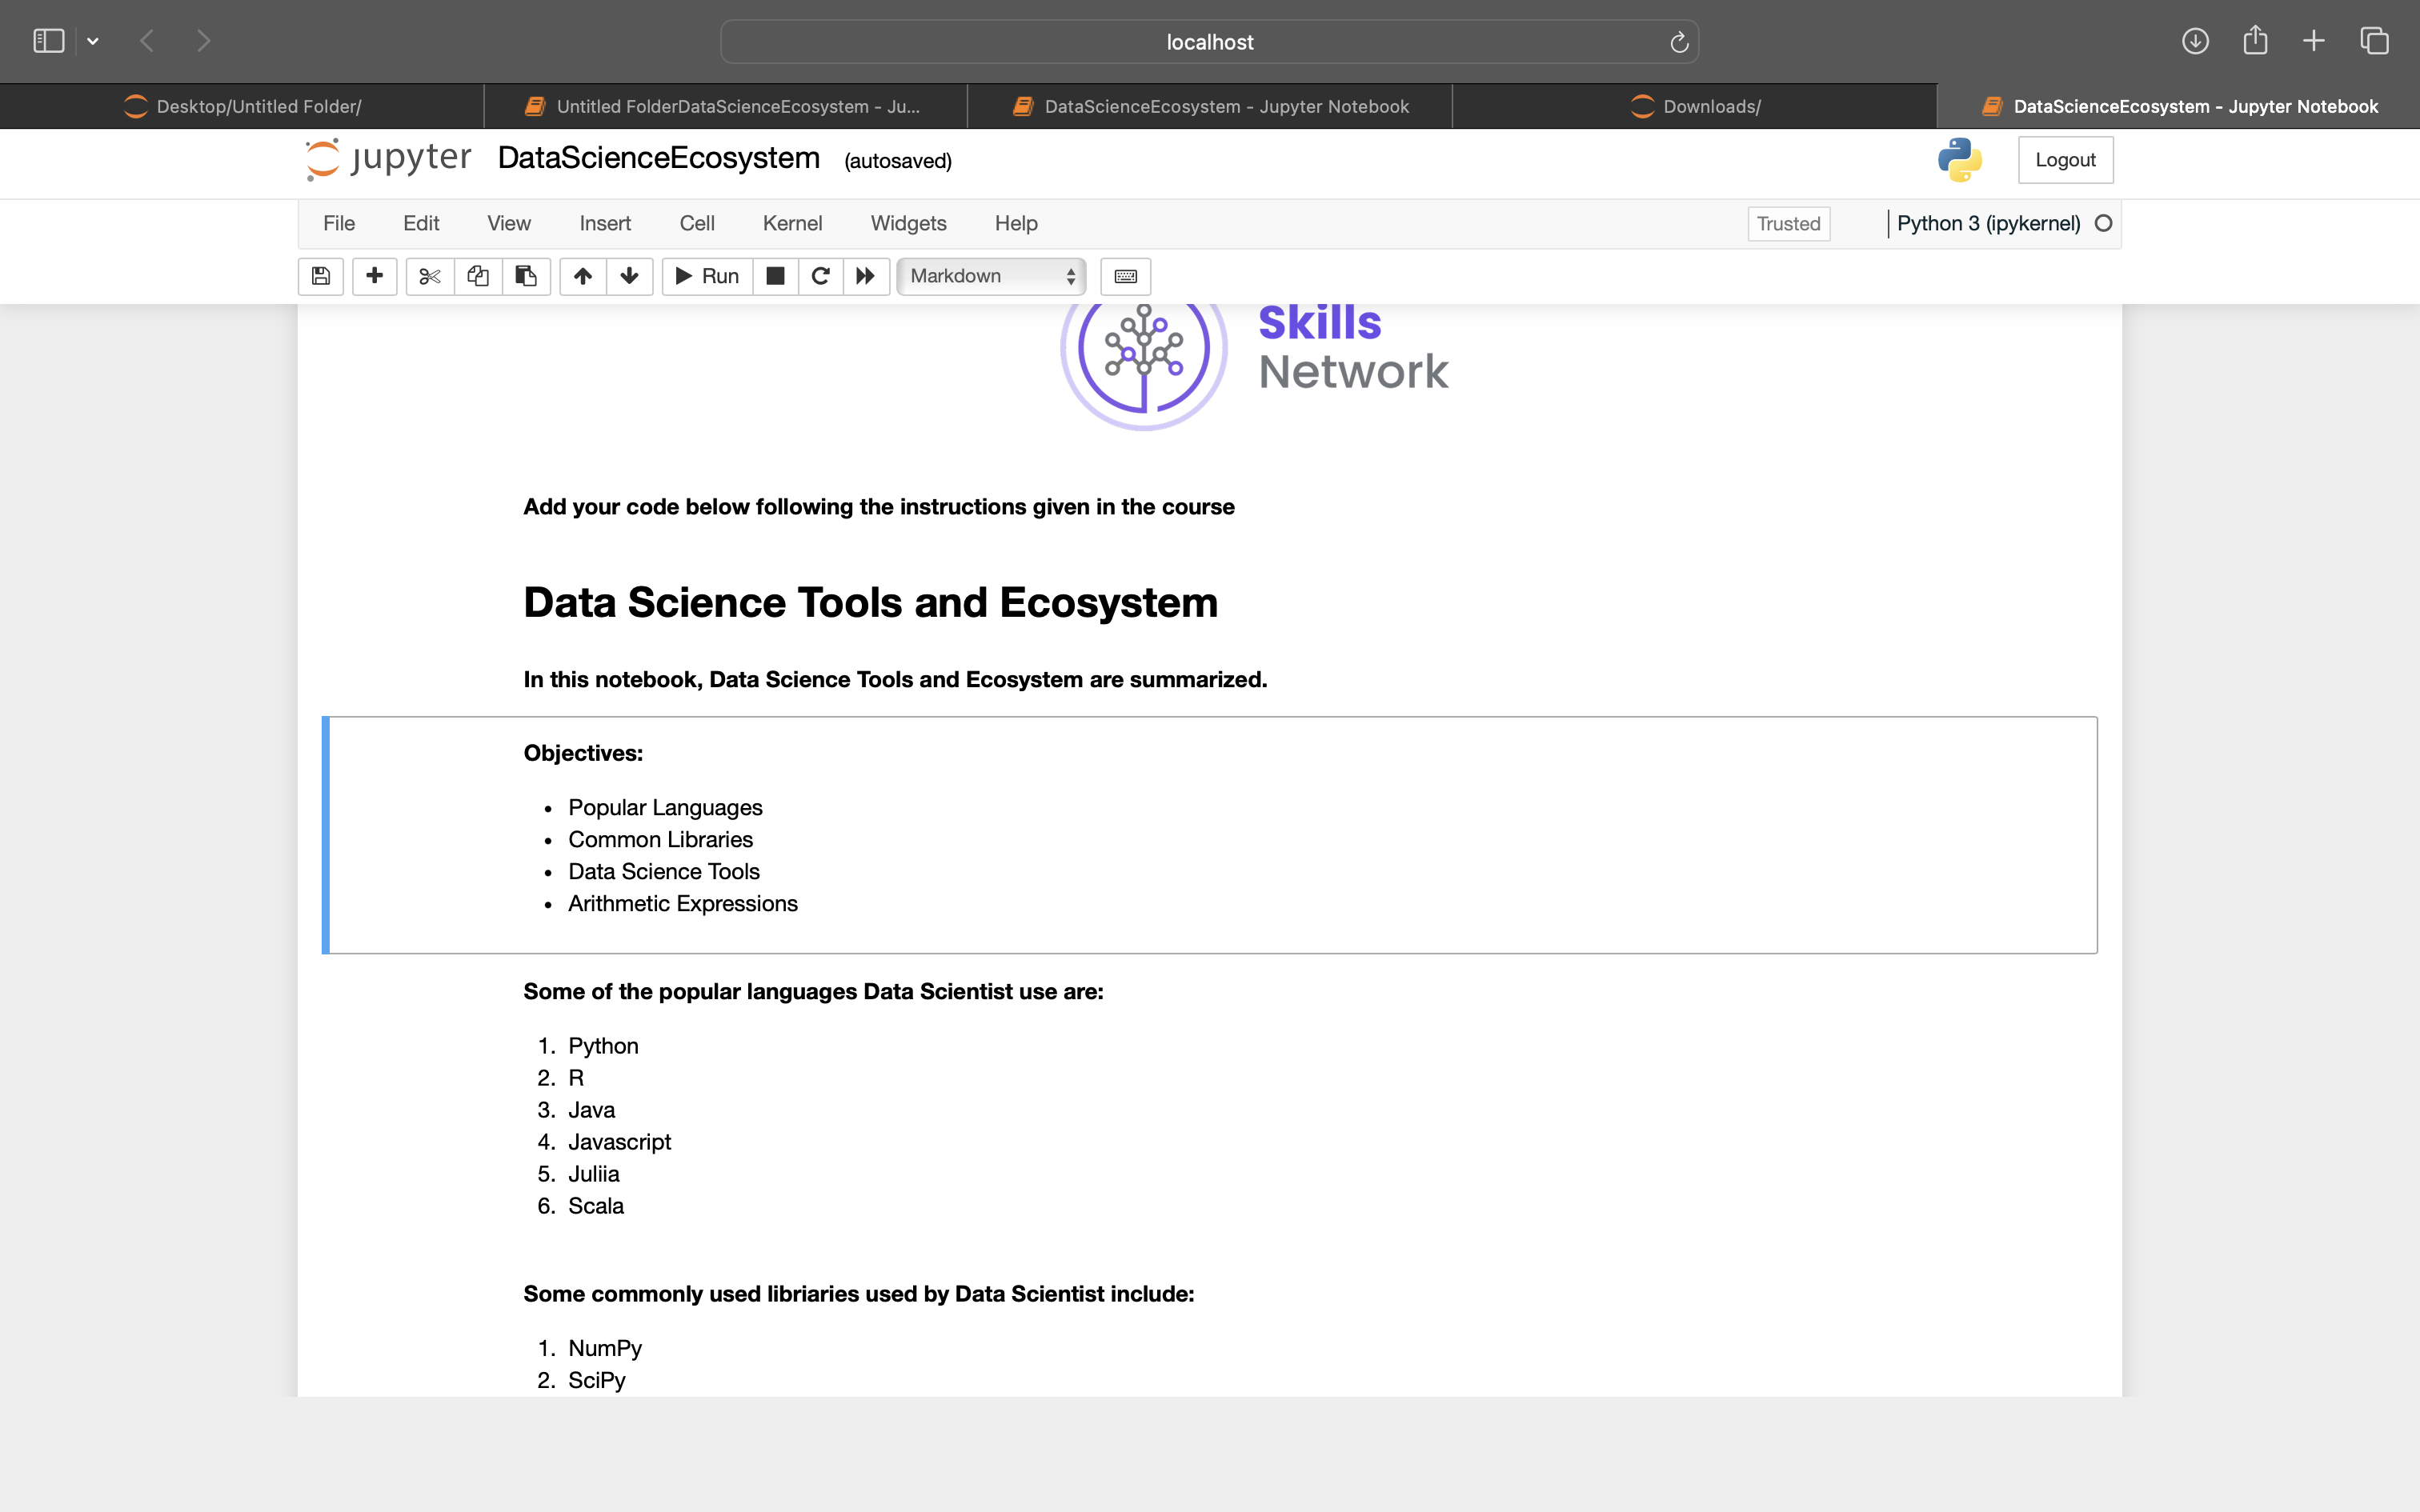 localhost
Desktop/Untitled Folder/
Untitled FolderDataScienceEcosystem - Ju...
DataScienceEcosystem - Jupyter Notebook
Downloads/
DataScienceEcosystem - Jupyter Notebook
jupyter DataScienceEcosystem (autosaved)
Logout
File Edit View Insert Cell Kernel Widgets Help
Trusted
Python 3 (ipykernel)
Run
Markdown
Skills
Network
Add your code below following the instructions given in the course
Data Science Tools and Ecosystem
In this notebook, Data Science Tools and Ecosystem are summarized.
Objectives:
• Popular Languages
• Common Libraries
• Data Science Tools
• Arithmetic Expressions
Some of the popular languages Data Scientist use are:
1. Python
2. R
3. Java
4. Javascript
5. Juliia
6. Scala
Some commonly used libriaries used by Data Scientist include:
1. NumPy
2. SciPy